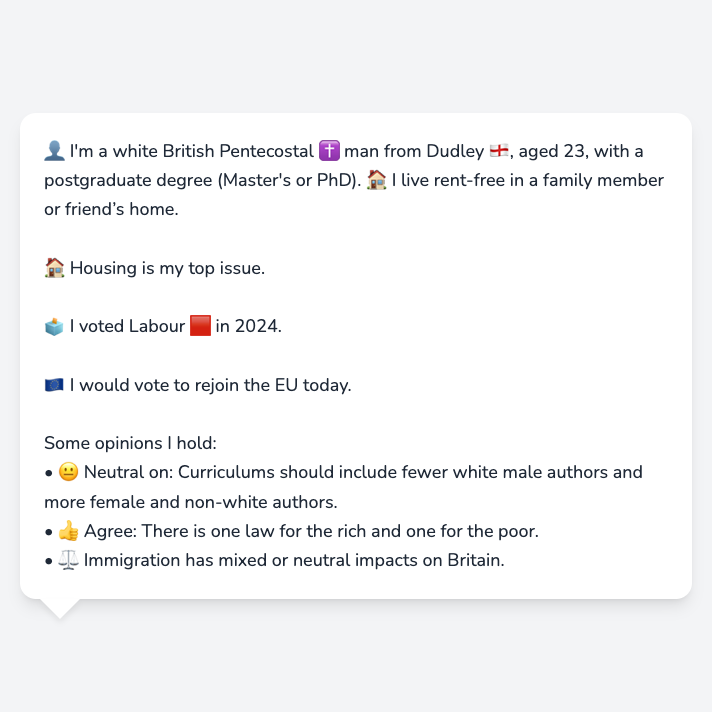 👤 I'm a white British Pentecostal ✝️ man from Dudley 🏴󠁧󠁢󠁥󠁮󠁧󠁿, aged 23, with a
postgraduate degree (Master's or PhD). 🏠 I live rent-free in a family member
or friend’s home.
🏠 Housing is my top issue.
🗳️ I voted Labour 🟥 in 2024.
🇪🇺 I would vote to rejoin the EU today.
Some opinions I hold:
• 😐 Neutral on: Curriculums should include fewer white male authors and
more female and non-white authors.
• 👍 Agree: There is one law for the rich and one for the poor.
• ⚖️ Immigration has mixed or neutral impacts on Britain.